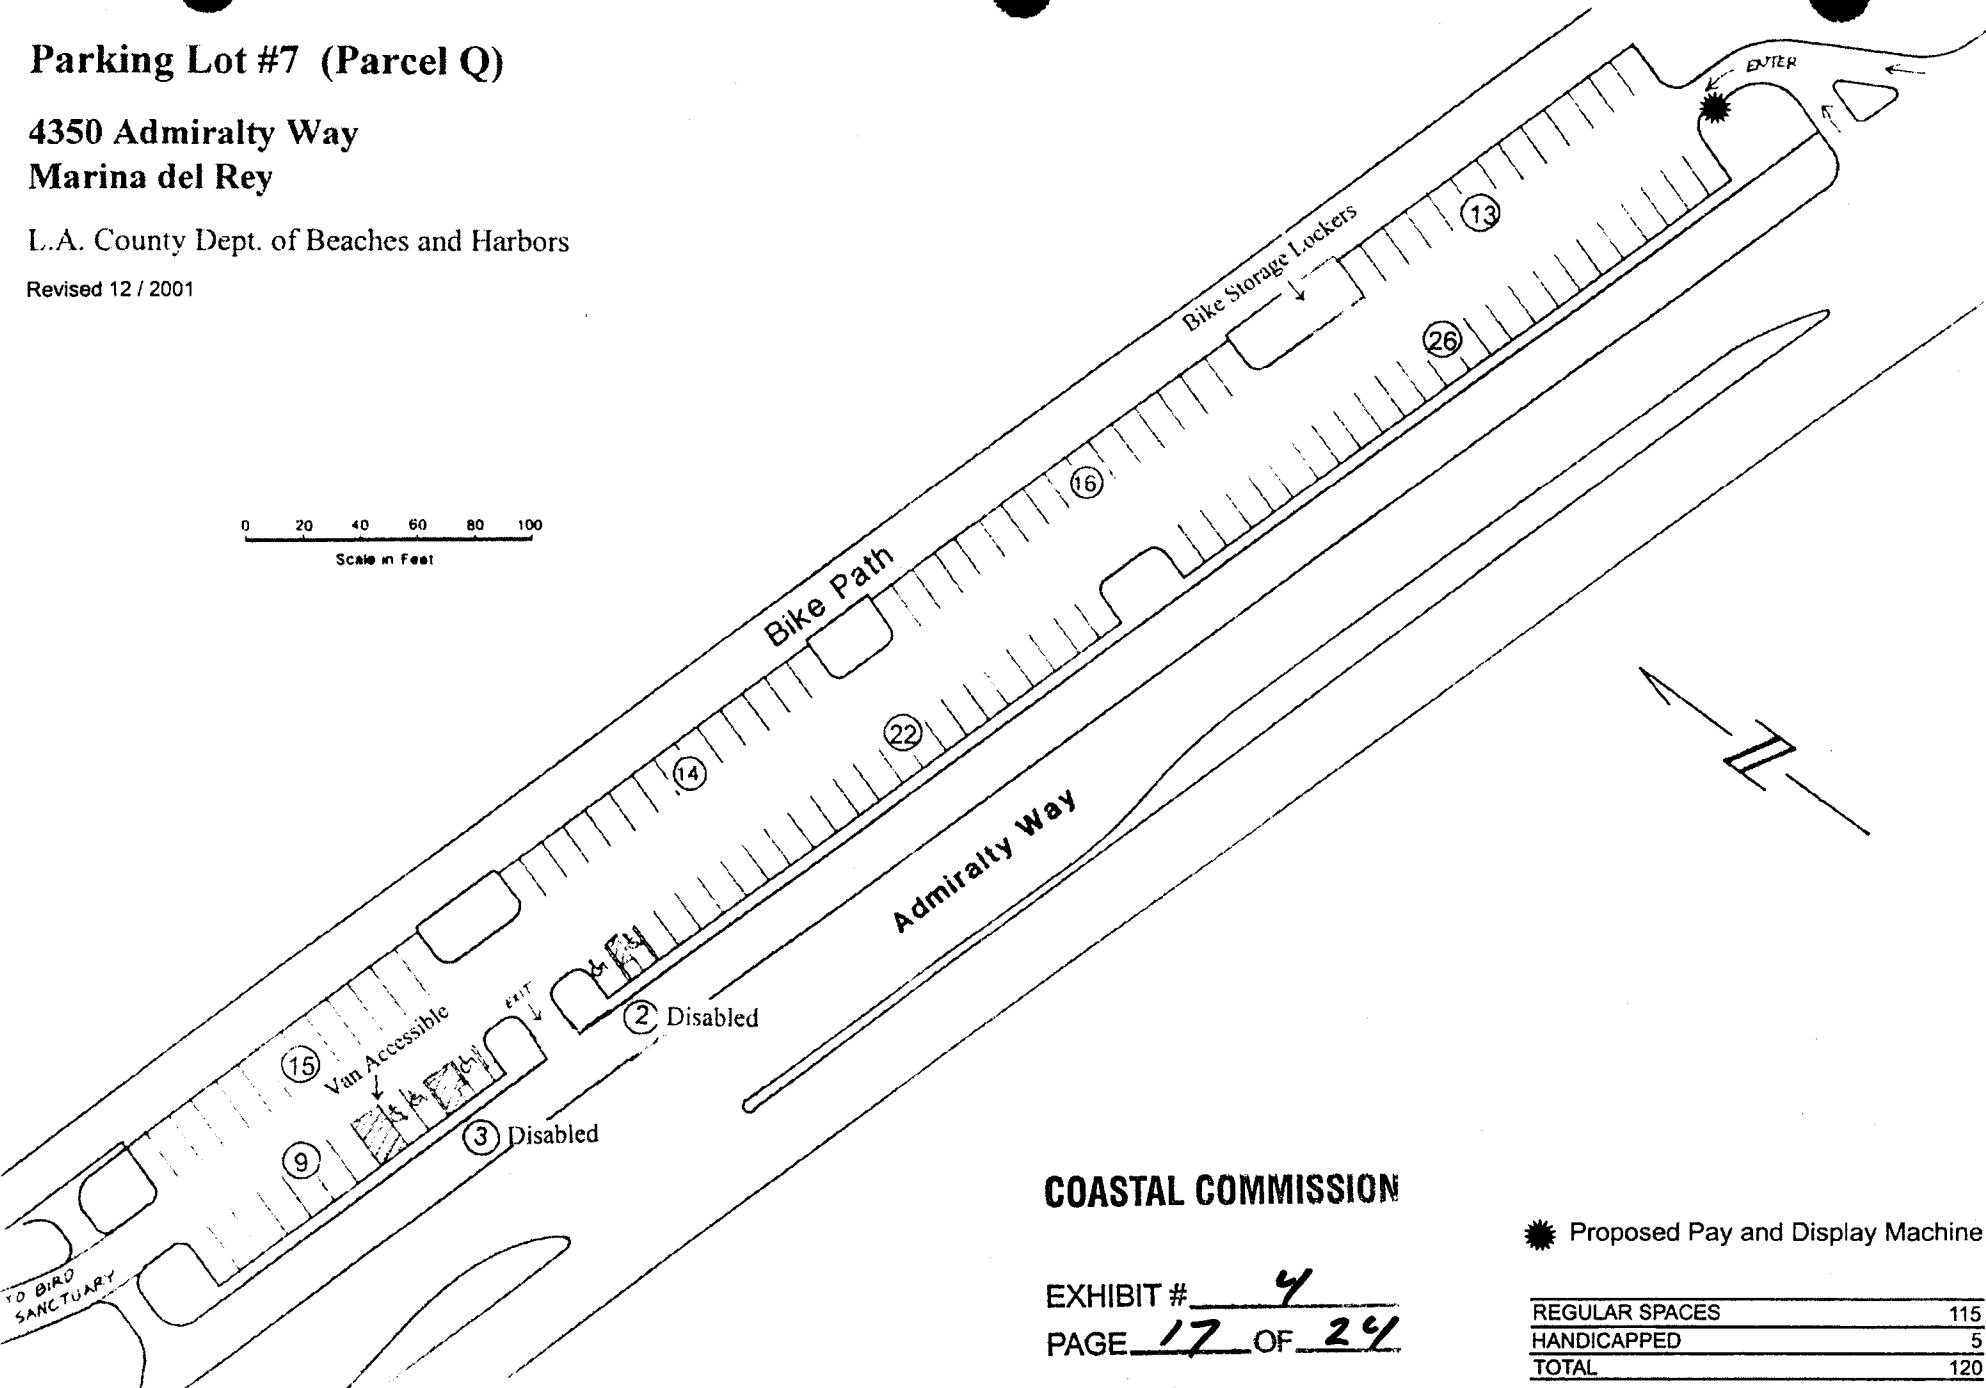 Parking Lot #7 (Parcel Q)
4350 Admiralty Way
Marina del Rey
L.A. County Dept. of Beaches and Harbors
Revised 12 / 2001
ENTER
13
Bike Storage Lockers
26
16
0 20 40 60 80 100
Scale in Feet
Bike Path
22
14
Admiralty Way
EXIT
2 Disabled
15
Van Accessible
3 Disabled
9
TO BIRD
SANCTUARY
COASTAL COMMISSION
EXHIBIT # 4
PAGE 17 OF 24
Proposed Pay and Display Machine
REGULAR SPACES 115
HANDICAPPED 5
TOTAL 120